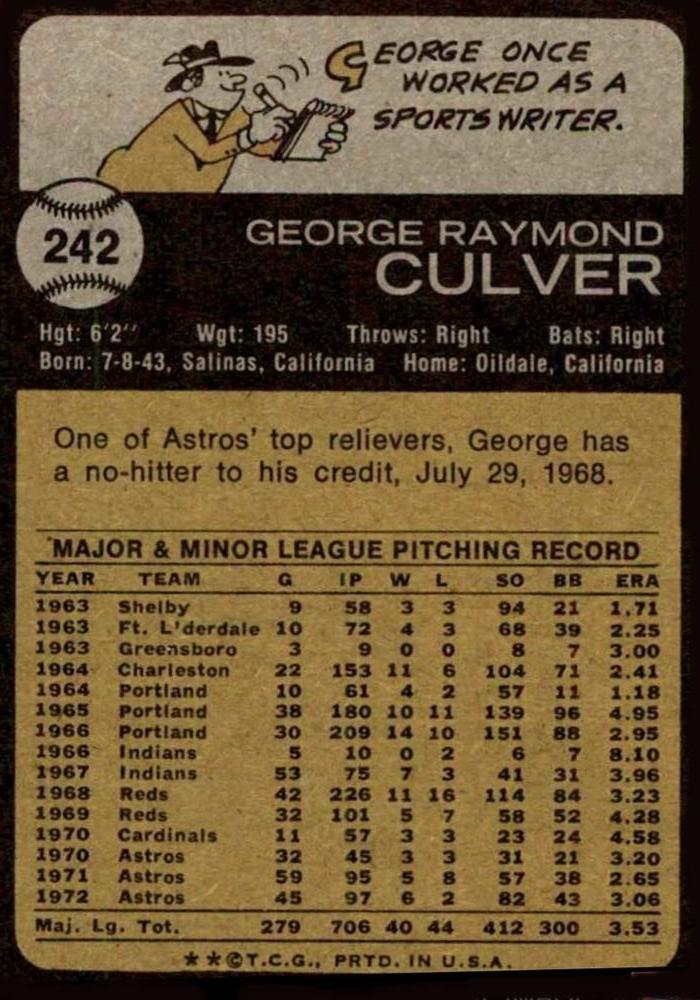 GEORGE ONCE
WORKED AS A
SPORTS WRITER.
242
GEORGE RAYMOND
CULVER
Hgt: 6'2" Wgt: 195 Throws: Right Bats: Right
Born: 7-8-43, Salinas, California Home: Oildale, California
One of Astros' top relievers, George has
a no-hitter to his credit, July 29, 1968.
MAJOR & MINOR LEAGUE PITCHING RECORD
YEAR TEAM G IP W L SO BB ERA
1963 Shelby 9 58 3 3 94 21 1.71
1963 Ft. L'derdale 10 72 4 3 68 39 2.25
1963 Greensboro 3 9 0 0 8 7 3.00
1964 Charleston 22 153 11 6 104 71 2.41
1964 Portland 10 61 4 2 57 11 1.18
1965 Portland 38 180 10 11 139 96 4.95
1966 Portland 30 209 14 10 151 88 2.95
1966 Indians 5 10 0 2 6 7 8.10
1967 Indians 53 75 7 3 41 31 3.96
1968 Reds 42 226 11 16 114 84 3.23
1969 Reds 32 101 5 7 58 52 4.28
1970 Cardinals 11 57 3 3 23 24 4.58
1970 Astros 32 45 3 3 31 21 3.20
1971 Astros 59 95 5 8 57 38 2.65
1972 Astros 45 97 6 2 82 43 3.06
Maj. Lg. Tot. 279 706 40 44 412 300 3.53
**©T.C.G., PRTD. IN U.S.A.